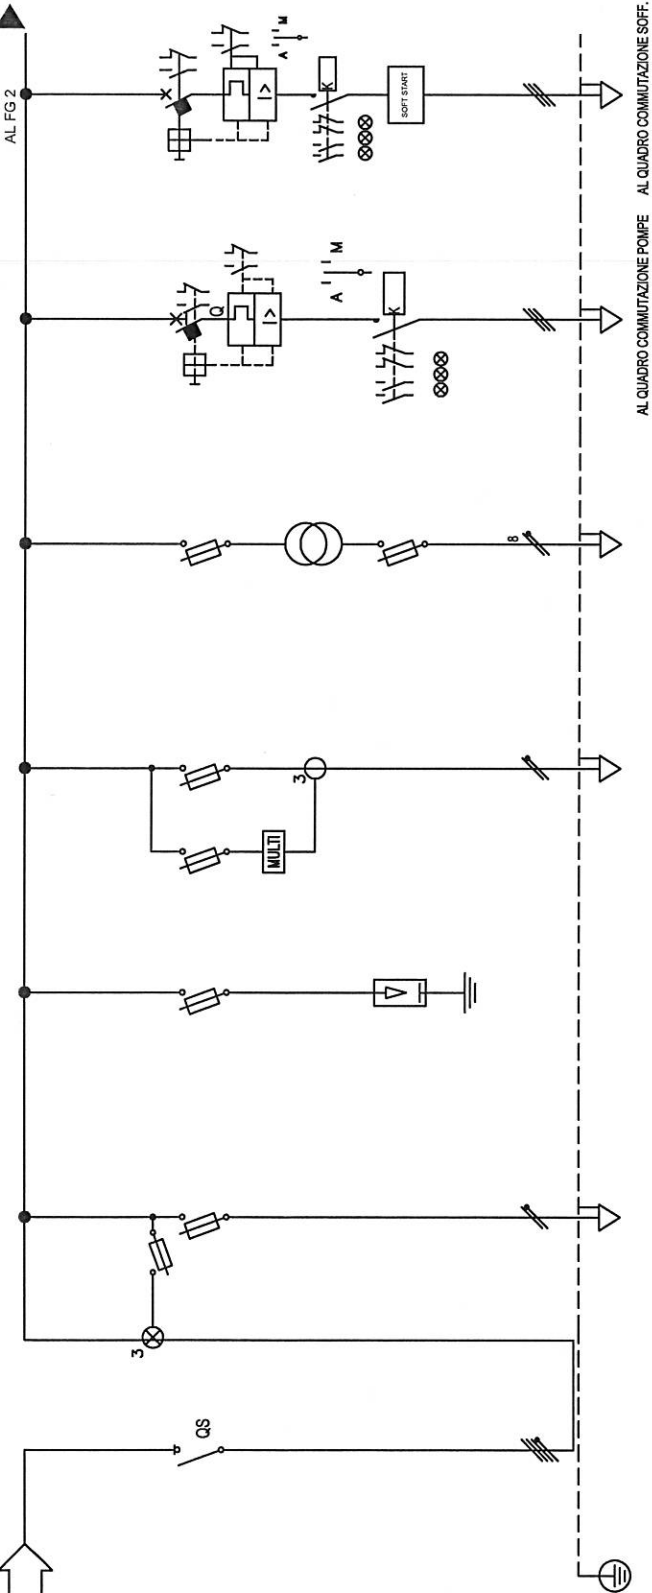 AL FG 2
M
A
K
I>
SOFT START
AL QUADRO COMMUTAZIONE SOFF.
Q
I>
M
A
K
AL QUADRO COMMUTAZIONE POMPE
8
3
MULTI
3
QS